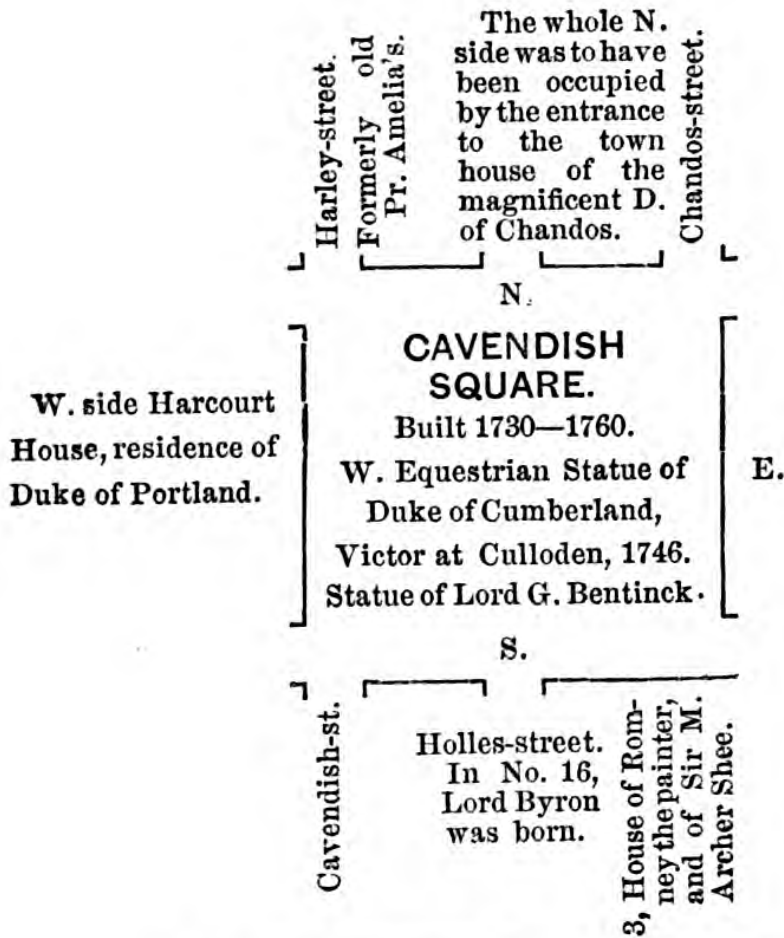 Harley-street.
Formerly old
Pr. Amelia's.
The whole N.
side was to have
been occupied
by the entrance
to the town
house of the
magnificent D.
of Chandos.
Chandos-street.
N.
W. side Harcourt
House, residence of
Duke of Portland.
CAVENDISH
SQUARE.
Built 1730—1760.
W. Equestrian Statue of
Duke of Cumberland,
Victor at Culloden, 1746.
Statue of Lord G. Bentinck.
E.
S.
Cavendish-st.
Holles-street.
In No. 16,
Lord Byron
was born.
3, House of Rom-
ney the painter,
and of Sir M.
Archer Shee.